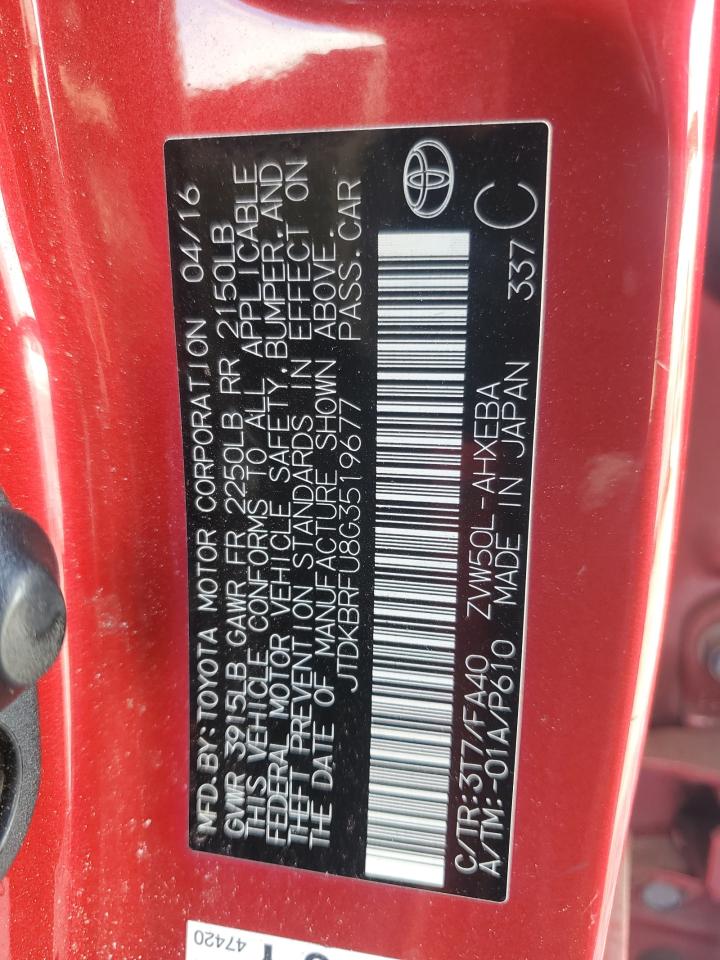 MFD.BY:TOYOTA MOTOR CORPORATION 04/16
GVWR 3915LB GAWR FR 2250LB RR 2150LB
THIS VEHICLE CONFORMS TO ALL APPLICABLE
FEDERAL MOTOR VEHICLE SAFETY,BUMPER,AND
THEFT PREVENTION STANDARDS IN EFFECT ON
THE DATE OF MANUFACTURE SHOWN ABOVE.
JTDKBRFU8G3519677 PASS.CAR
C/TR:3T7/FA40 ZVW50L-AHXEBA
A/TM:-01A/P610 MADE IN JAPAN 337 C
47420